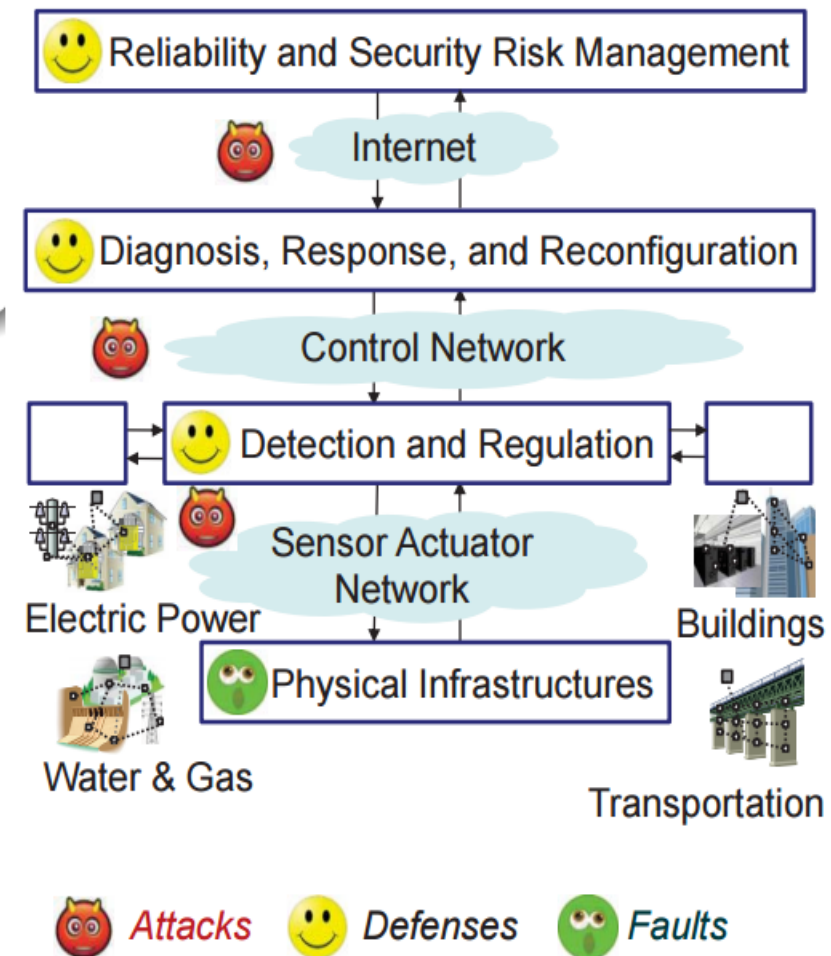 Reliability and Security Risk Management
Internet
Diagnosis, Response, and Reconfiguration
Control Network
Detection and Regulation
Sensor Actuator
Network
Electric Power
Buildings
Physical Infrastructures
Water & Gas
Transportation
Attacks Defenses Faults